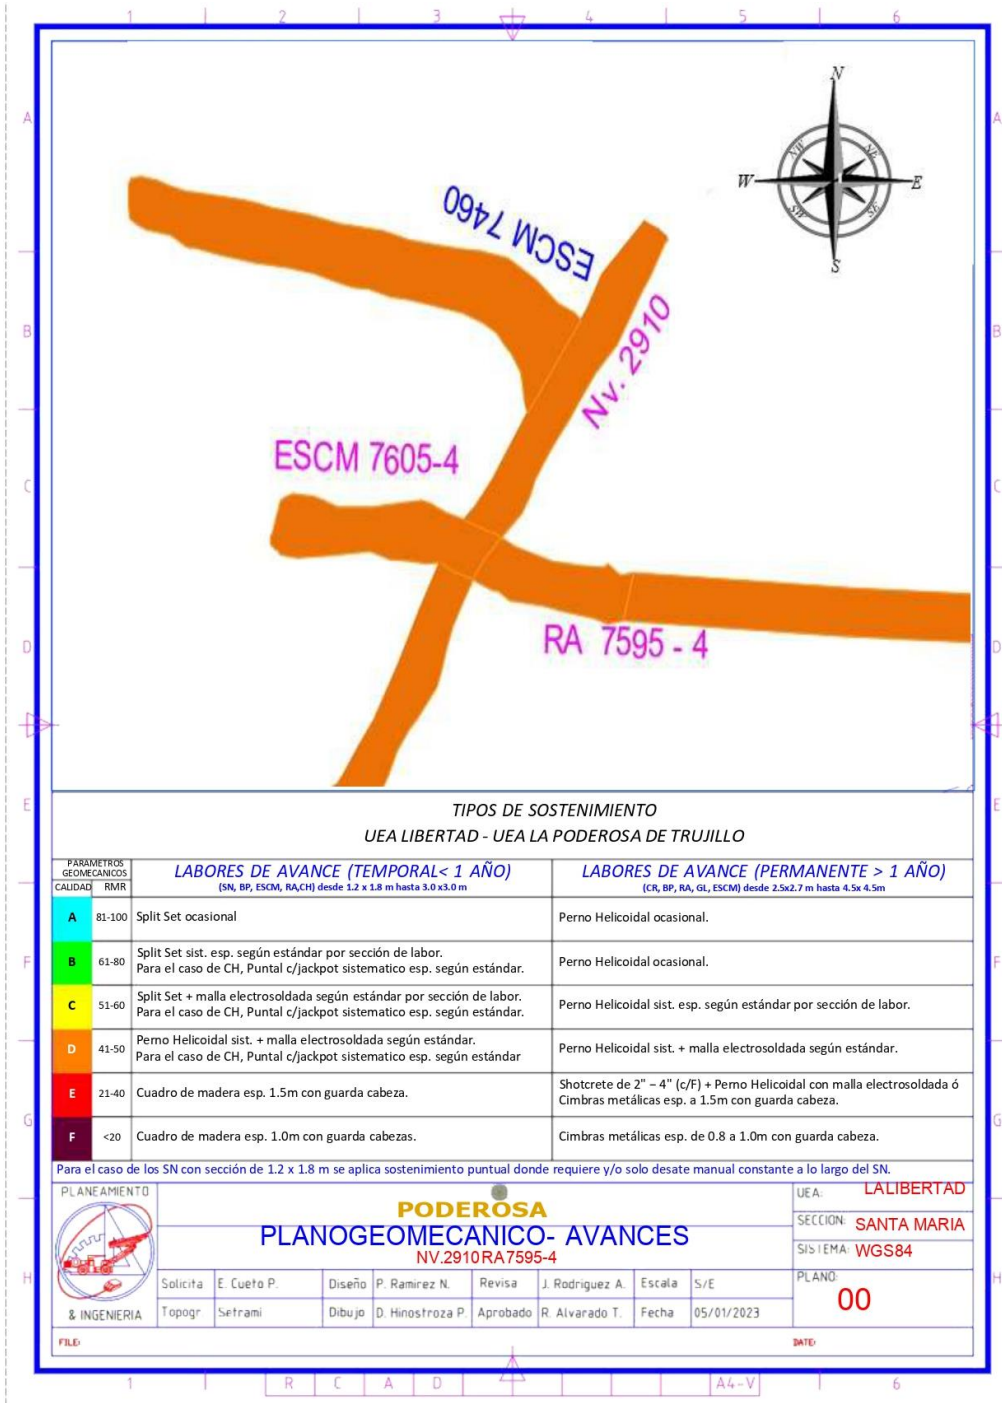 1 2 3 4 5 6
A A
N
NW NE
W E
SW SE
S
ESCM 7460
B B
Nv. 2910
ESCM 7605-4
C C
RA 7595 - 4
D D
E E
TIPOS DE SOSTENIMIENTO
UEA LIBERTAD - UEA LA PODEROSA DE TRUJILLO
PARAMETROS GEOMECANICOS
CALIDAD RMR
LABORES DE AVANCE (TEMPORAL< 1 AÑO)
(SN, BP, ESCM, RA,CH) desde 1.2 x 1.8 m hasta 3.0 x3.0 m
LABORES DE AVANCE (PERMANENTE > 1 AÑO)
(CR, BP, RA, GL, ESCM) desde 2.5x2.7 m hasta 4.5x 4.5m
A 81-100 Split Set ocasional
Perno Helicoidal ocasional.
F F
B 61-80 Split Set sist. esp. según estándar por sección de labor.
Para el caso de CH, Puntal c/jackpot sistematico esp. según estándar.
Perno Helicoidal ocasional.
C 51-60 Split Set + malla electrosoldada según estándar por sección de labor.
Para el caso de CH, Puntal c/jackpot sistematico esp. según estándar.
Perno Helicoidal sist. esp. según estándar por sección de labor.
D 41-50 Perno Helicoidal sist. + malla electrosoldada según estándar.
Para el caso de CH, Puntal c/jackpot sistematico esp. según estándar
Perno Helicoidal sist. + malla electrosoldada según estándar.
G G
E 21-40 Cuadro de madera esp. 1.5m con guarda cabeza.
Shotcrete de 2" – 4" (c/F) + Perno Helicoidal con malla electrosoldada ó
Cimbras metálicas esp. a 1.5m con guarda cabeza.
F <20 Cuadro de madera esp. 1.0m con guarda cabezas.
Cimbras metálicas esp. de 0.8 a 1.0m con guarda cabeza.
Para el caso de los SN con sección de 1.2 x 1.8 m se aplica sostenimiento puntual donde requiere y/o solo desate manual constante a lo largo del SN.
PLANEAMIENTO
& INGENIERIA
PODEROSA
PLANOGEOMECANICO- AVANCES
NV.2910RA7595-4
UEA: LALIBERTAD
SECCION: SANTA MARIA
SISTEMA: WGS84
PLANO: 00
H H
Solicita E. Cueto P. Diseño P. Ramirez N. Revisa J. Rodriguez A. Escala S/E
Topogr Setrami Dibujo D. Hinostroza P. Aprobado R. Alvarado T. Fecha 05/01/2023
FILE: DATE:
1 R C A D A4-V 6